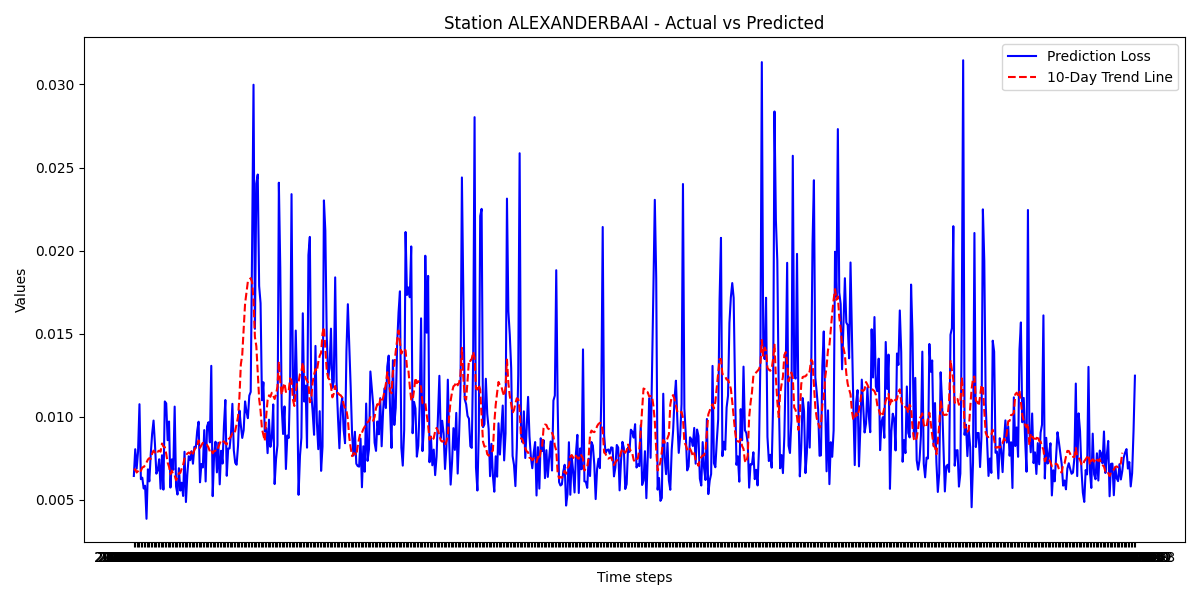 Station ALEXANDERBAAI - Actual vs Predicted
Prediction Loss
10-Day Trend Line
Values
0.030
0.025
0.020
0.015
0.010
0.005
Time steps